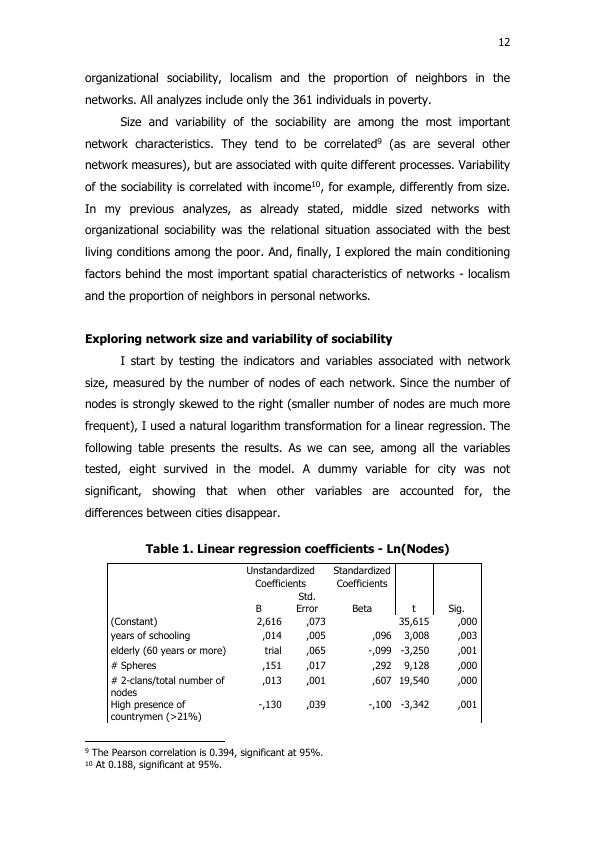 12
organizational sociability, localism and the proportion of neighbors in the
networks. All analyzes include only the 361 individuals in poverty.
Size and variability of the sociability are among the most important
network characteristics. They tend to be correlated⁹ (as are several other
network measures), but are associated with quite different processes. Variability
of the sociability is correlated with income¹⁰, for example, differently from size.
In my previous analyzes, as already stated, middle sized networks with
organizational sociability was the relational situation associated with the best
living conditions among the poor. And, finally, I explored the main conditioning
factors behind the most important spatial characteristics of networks - localism
and the proportion of neighbors in personal networks.
Exploring network size and variability of sociability
I start by testing the indicators and variables associated with network
size, measured by the number of nodes of each network. Since the number of
nodes is strongly skewed to the right (smaller number of nodes are much more
frequent), I used a natural logarithm transformation for a linear regression. The
following table presents the results. As we can see, among all the variables
tested, eight survived in the model. A dummy variable for city was not
significant, showing that when other variables are accounted for, the
differences between cities disappear.
Table 1. Linear regression coefficients - Ln(Nodes)
Unstandardized Standardized
Coefficients Coefficients
Std.
B Error Beta t Sig.
(Constant) 2,616 ,073 35,615 ,000
years of schooling ,014 ,005 ,096 3,008 ,003
elderly (60 years or more) trial ,065 -,099 -3,250 ,001
# Spheres ,151 ,017 ,292 9,128 ,000
# 2-clans/total number of ,013 ,001 ,607 19,540 ,000
nodes
High presence of -,130 ,039 -,100 -3,342 ,001
countrymen (>21%)
⁹ The Pearson correlation is 0.394, significant at 95%.
¹⁰ At 0.188, significant at 95%.